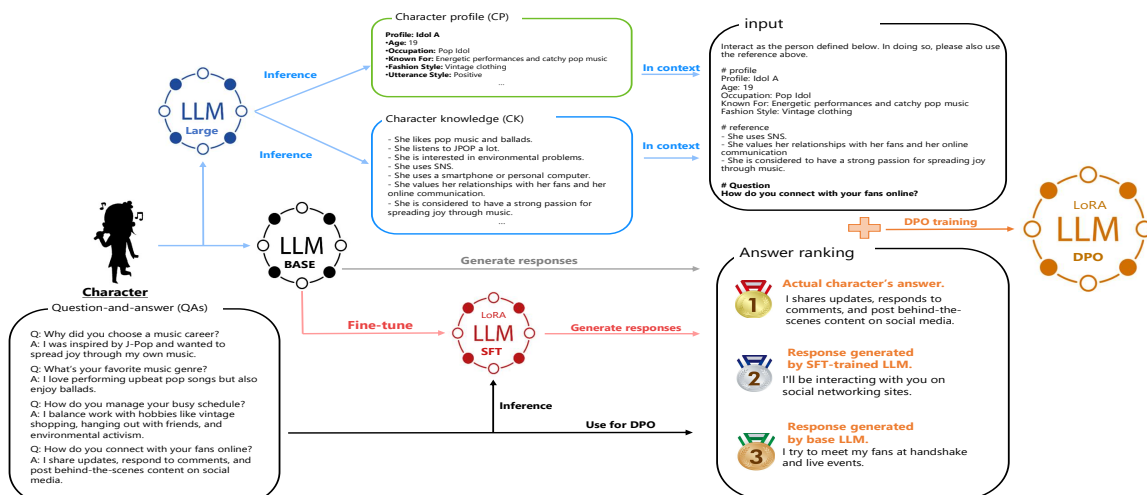 Character profile (CP)
Profile: Idol A
•Age: 19
•Occupation: Pop Idol
•Known For: Energetic performances and catchy pop music
•Fashion Style: Vintage clothing
•Utterance Style: Positive
...
Inference
In context
LLM
Large
Inference
Character knowledge (CK)
- She likes pop music and ballads.
- She listens to JPOP a lot.
- She is interested in environmental problems.
- She uses SNS.
- She uses a smartphone or personal computer.
- She values her relationships with her fans and her
online communication.
- She is considered to have a strong passion for
spreading joy through music.
...
In context
input
Interact as the person defined below. In doing so, please also use
the reference above.
# profile
Profile: Idol A
Age: 19
Occupation: Pop Idol
Known For: Energetic performances and catchy pop music
Fashion Style: Vintage clothing
# reference
- She uses SNS.
- She values her relationships with her fans and her online
communication
- She is considered to have a strong passion for spreading joy
through music.
# Question
How do you connect with your fans online?
DPO training
LoRA
LLM
DPO
LLM
BASE
Generate responses
Fine-tune
LoRA
LLM
SFT
Generate responses
Inference
Use for DPO
Character
Question-and-answer (QAs)
Q: Why did you choose a music career?
A: I was inspired by J-Pop and wanted to
spread joy through my own music.
Q: What's your favorite music genre?
A: I love performing upbeat pop songs but also
enjoy ballads.
Q: How do you manage your busy schedule?
A: I balance work with hobbies like vintage
shopping, hanging out with friends, and
environmental activism.
Q: How do you connect with your fans online?
A: I share updates, respond to comments, and
post behind-the-scenes content on social
media.
Answer ranking
1
Actual character's answer.
I shares updates, responds to
comments, and post behind-the-
scenes content on social media.
2
Response generated
by SFT-trained LLM.
I'll be interacting with you on
social networking sites.
3
Response generated
by base LLM.
I try to meet my fans at handshake
and live events.